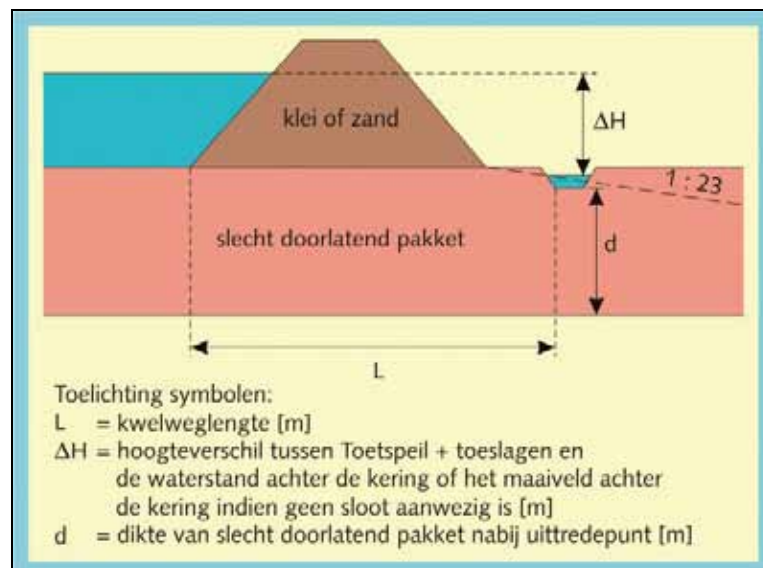 klei of zand
ΔH
1 : 23
slecht doorlatend pakket
d
L
Toelichting symbolen:
L = kwelweglengte [m]
ΔH = hoogteverschil tussen Toetspeil + toeslagen en
de waterstand achter de kering of het maaiveld achter
de kering indien geen sloot aanwezig is [m]
d = dikte van slecht doorlatend pakket nabij uittredepunt [m]